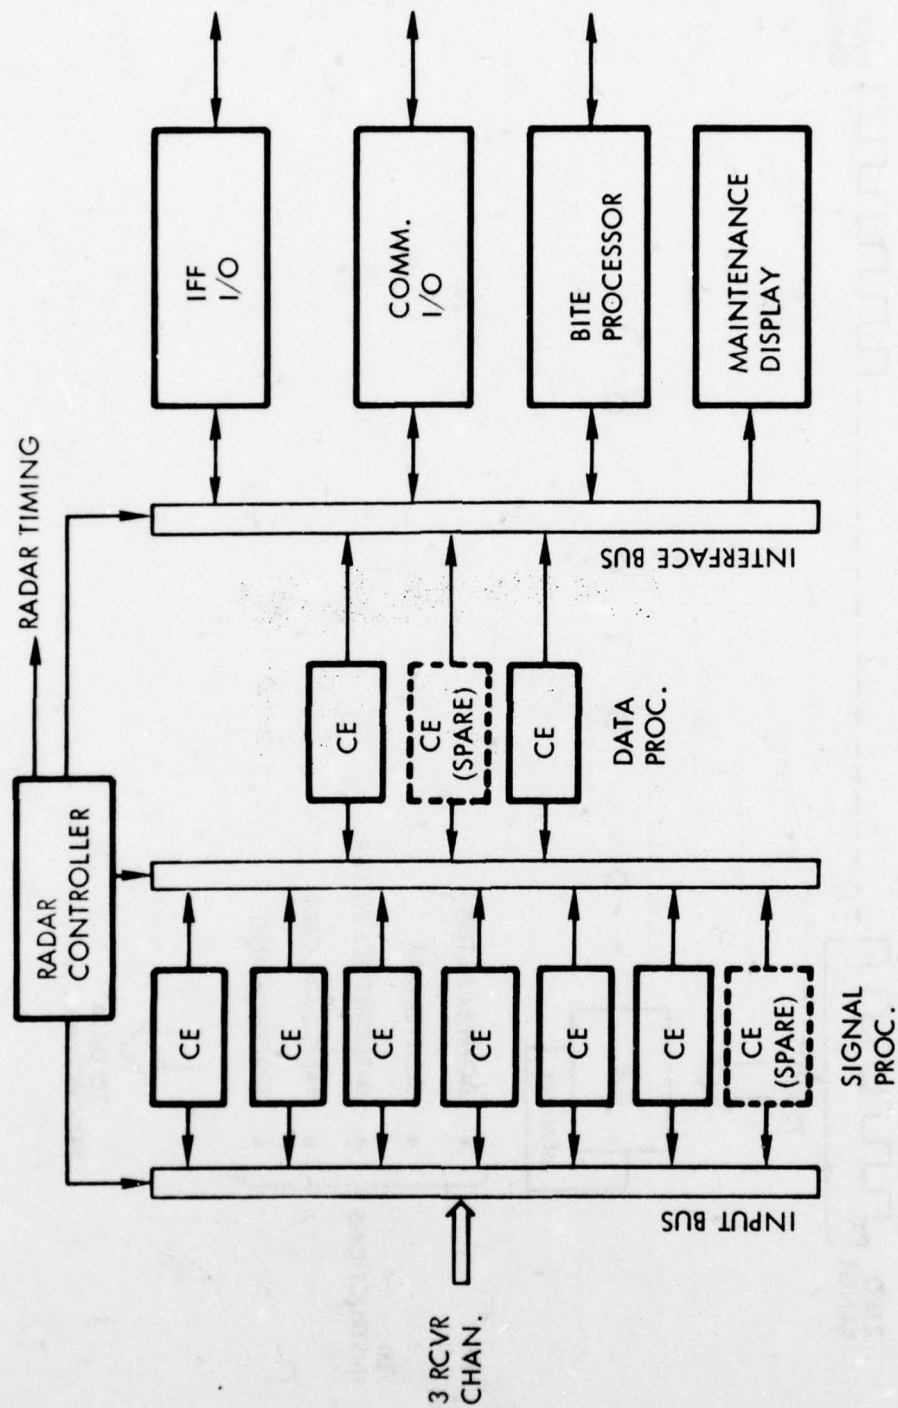 RADAR
CONTROLLER
RADAR TIMING
3 RCVR
CHAN.
INPUT BUS
CE
CE
CE
CE
CE
CE
CE
(SPARE)
SIGNAL
PROC.
CE
CE
(SPARE)
CE
DATA
PROC.
INTERFACE BUS
IFF
I/O
COMM.
I/O
BITE
PROCESSOR
MAINTENANCE
DISPLAY